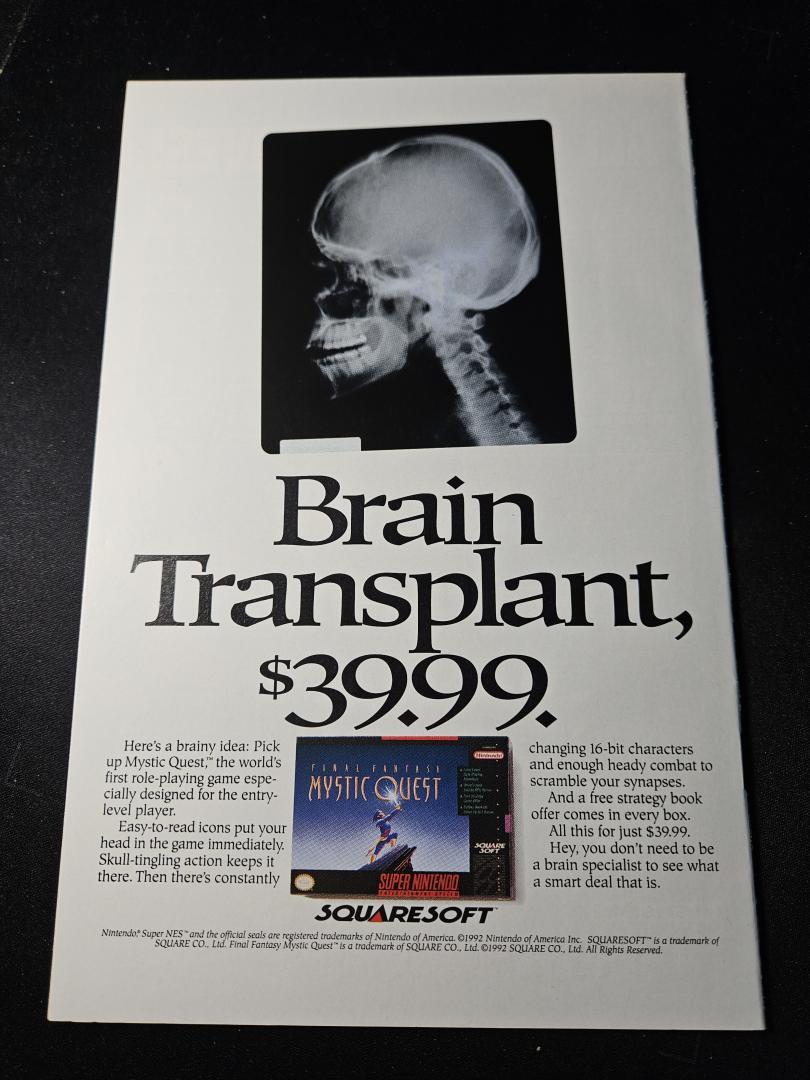 Brain
Transplant,
$39.99.
Here's a brainy idea: Pick
up Mystic Quest,™ the world's
first role-playing game espe-
cially designed for the entry-
level player.
Easy-to-read icons put your
head in the game immediately.
Skull-tingling action keeps it
there. Then there's constantly
FINAL FANTASY
MYSTIC QUEST
Nintendo
SQUARE
SOFT
SUPER NINTENDO
ENTERTAINMENT SYSTEM
changing 16-bit characters
and enough heady combat to
scramble your synapses.
And a free strategy book
offer comes in every box.
All this for just $39.99.
Hey, you don't need to be
a brain specialist to see what
a smart deal that is.
SQUARESOFT™
Nintendo,® Super NES™ and the official seals are registered trademarks of Nintendo of America. ©1992 Nintendo of America Inc. SQUARESOFT™ is a trademark of
SQUARE CO., Ltd. Final Fantasy Mystic Quest™ is a trademark of SQUARE CO., Ltd. ©1992 SQUARE CO., Ltd. All Rights Reserved.